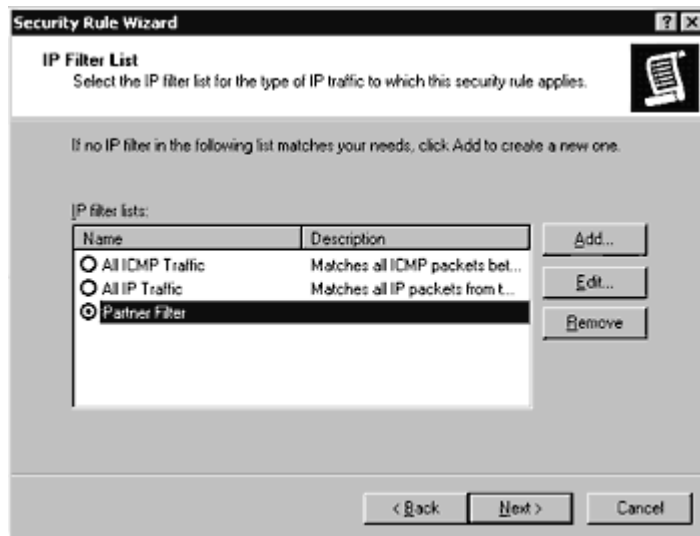 Security Rule Wizard
IP Filter List
Select the IP filter list for the type of IP traffic to which this security rule applies.
If no IP filter in the following list matches your needs, click Add to create a new one.
IP filter lists:
Name Description
All ICMP Traffic Matches all ICMP packets bet...
All IP Traffic Matches all IP packets from t...
Partner Filter
Add...
Edit...
Remove
< Back Next > Cancel